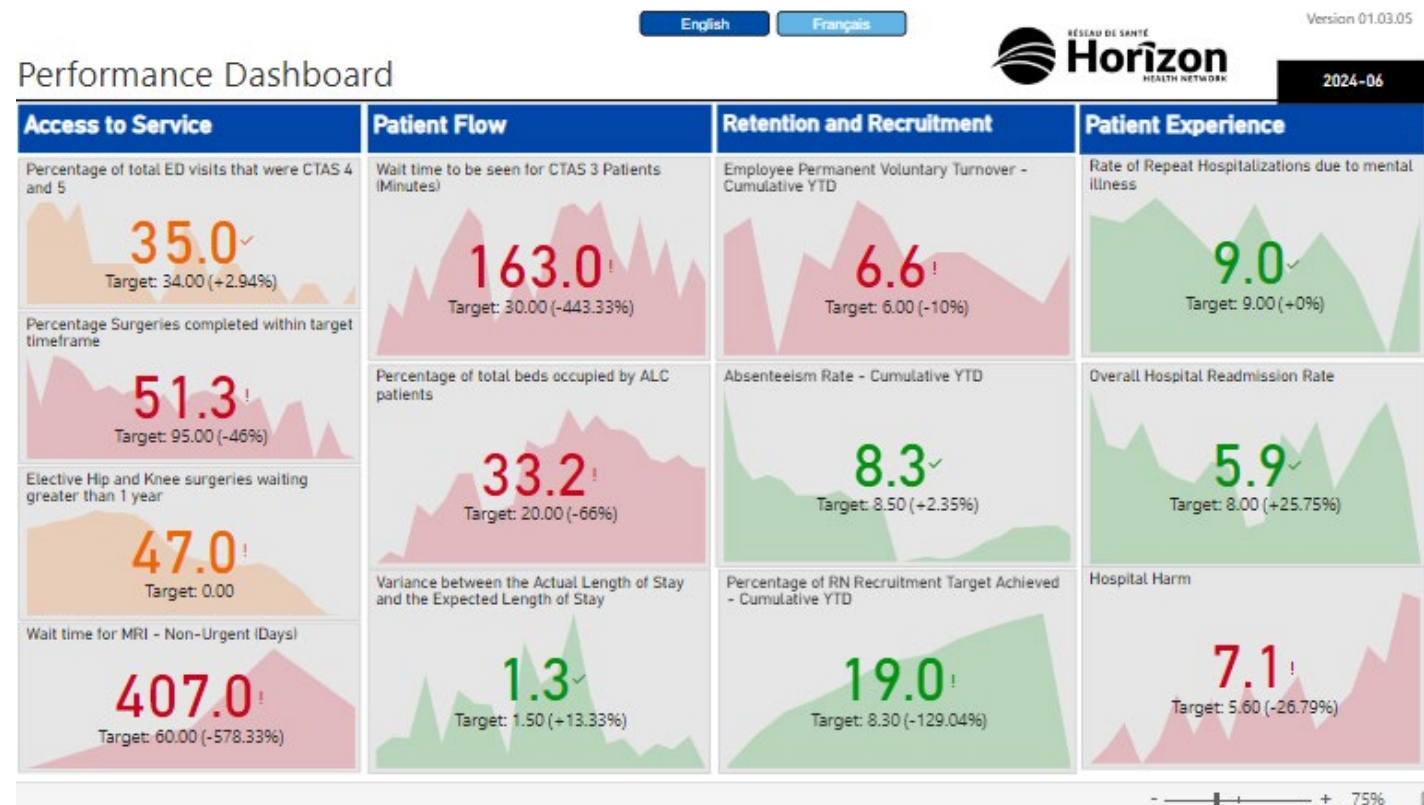 English
Français
Version 01.03.05
RÉSEAU DE SANTÉ
Horizon
HEALTH NETWORK
Performance Dashboard
2024-06
Access to Service
Percentage of total ED visits that were CTAS 4
and 5
35.0
Target: 34.00 (+2.94%)
Percentage Surgeries completed within target
timeframe
51.3!
Target: 95.00 (-46%)
Elective Hip and Knee surgeries waiting
greater than 1 year
47.0!
Target: 0.00
Wait time for MRI - Non-Urgent (Days)
407.0!
Target: 60.00 (-578.33%)
Patient Flow
Wait time to be seen for CTAS 3 Patients
(Minutes)
163.0!
Target: 30.00 (-443.33%)
Percentage of total beds occupied by ALC
patients
33.2!
Target: 20.00 (-66%)
Variance between the Actual Length of Stay
and the Expected Length of Stay
1.3
Target: 1.50 (+13.33%)
Retention and Recruitment
Employee Permanent Voluntary Turnover -
Cumulative YTD
6.6!
Target: 6.00 (-10%)
Absenteeism Rate - Cumulative YTD
8.3
Target: 8.50 (+2.35%)
Percentage of RN Recruitment Target Achieved
- Cumulative YTD
19.0!
Target: 8.30 (-129.04%)
Patient Experience
Rate of Repeat Hospitalizations due to mental
illness
9.0
Target: 9.00 (+0%)
Overall Hospital Readmission Rate
5.9
Target: 8.00 (+25.75%)
Hospital Harm
7.1!
Target: 5.60 (-26.79%)
- + 75%